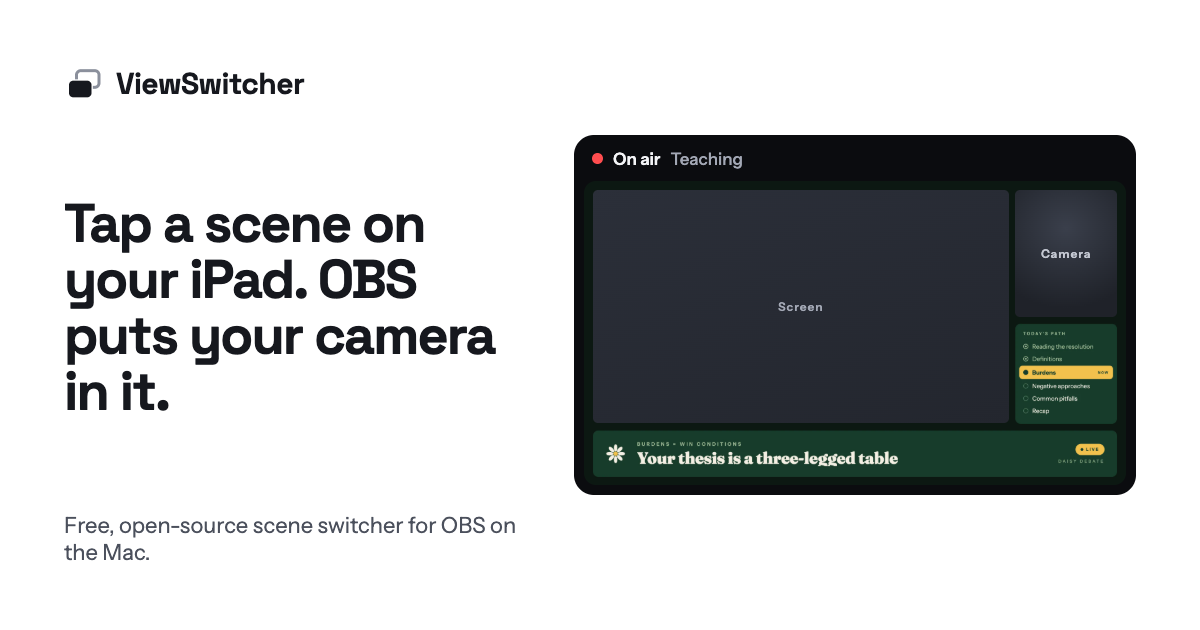 ViewSwitcher
Tap a scene on
your iPad. OBS
puts your camera
in it.
Free, open-source scene switcher for OBS on
the Mac.
On air Teaching
Screen
Camera
TODAY'S PATH
Reading the resolution
Definitions
Burdens NOW
Negative approaches
Common pitfalls
Recap
BURDENS + WIN CONDITIONS
Your thesis is a three-legged table
LIVE
DAISY DEBATE